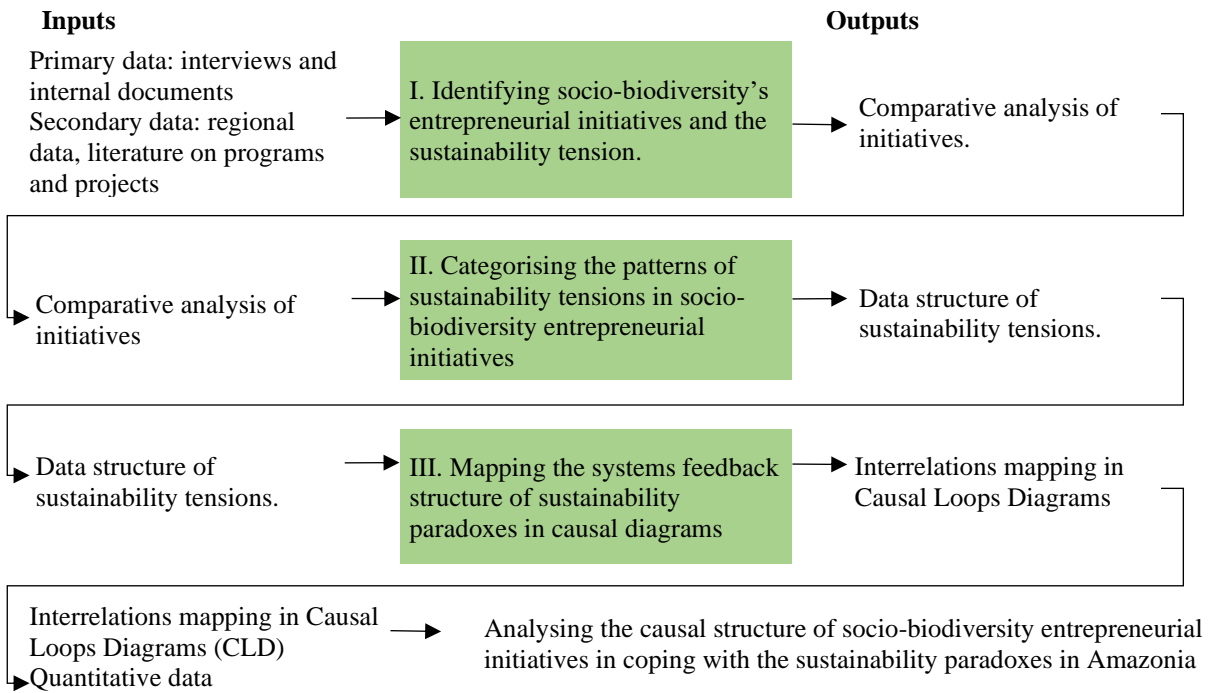 Inputs
Outputs
Primary data: interviews and
internal documents
Secondary data: regional
data, literature on programs
and projects
I. Identifying socio-biodiversity's
entrepreneurial initiatives and the
sustainability tension.
Comparative analysis of
initiatives.
Comparative analysis of
initiatives
II. Categorising the patterns of
sustainability tensions in socio-
biodiversity entrepreneurial
initiatives
Data structure of
sustainability tensions.
Data structure of
sustainability tensions.
III. Mapping the systems feedback
structure of sustainability
paradoxes in causal diagrams
Interrelations mapping in
Causal Loops Diagrams
Interrelations mapping in Causal
Loops Diagrams (CLD)
Quantitative data
Analysing the causal structure of socio-biodiversity entrepreneurial
initiatives in coping with the sustainability paradoxes in Amazonia